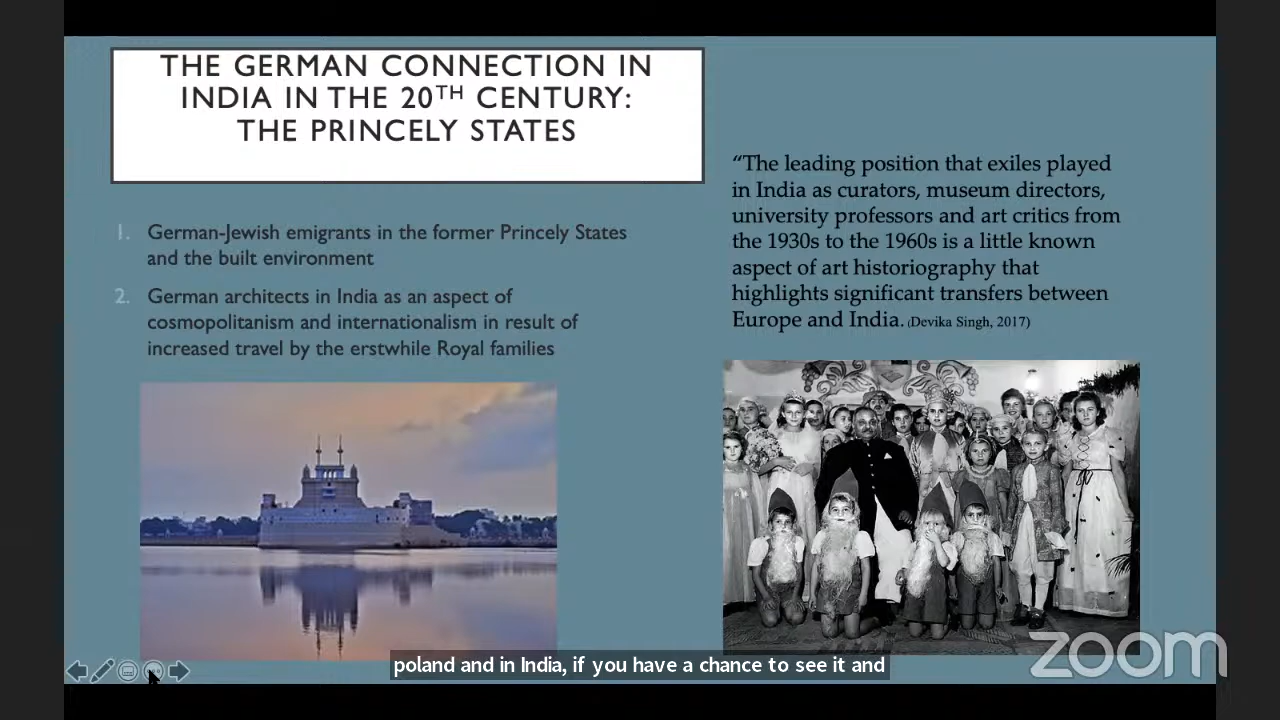 THE GERMAN CONNECTION IN
INDIA IN THE 20TH CENTURY:
THE PRINCELY STATES
1. German-Jewish emigrants in the former Princely States
and the built environment
2. German architects in India as an aspect of
cosmopolitanism and internationalism in result of
increased travel by the erstwhile Royal families
“The leading position that exiles played
in India as curators, museum directors,
university professors and art critics from
the 1930s to the 1960s is a little known
aspect of art historiography that
highlights significant transfers between
Europe and India. (Devika Singh, 2017)
poland and in India, if you have a chance to see it and
zoom